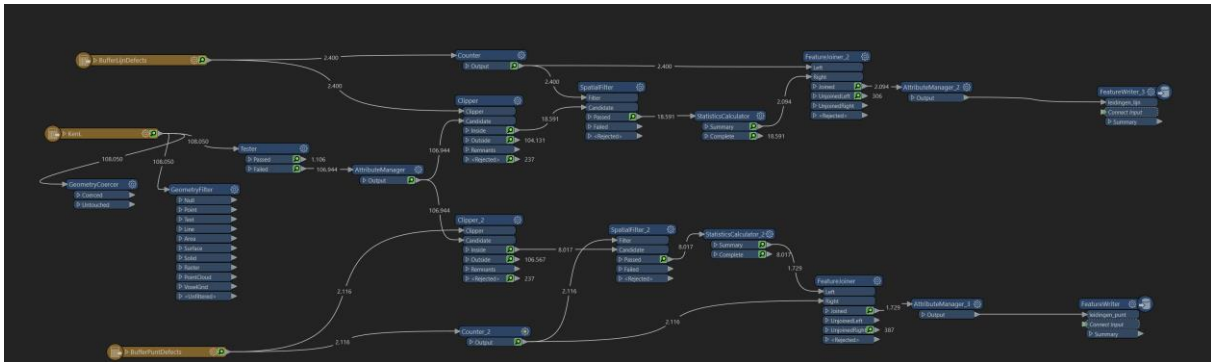 BufferLijnDefects
2.400
2.400
Counter
Output
2.400
2.400
FeatureJoiner_2
Left
Right
Joined
2.094
UnjoinedLeft
306
UnjoinedRight
<Rejected>
AttributeManager_2
Output
FeatureWriter_3
leidingen_lijn
Connect Input
Summary
SpatialFilter
Filter
Candidate
Passed
18.591
Failed
<Rejected>
StatisticsCalculator
Summary
Complete
18.591
2.094
Clipper
Clipper
Candidate
Inside
18.591
Outside
104.131
Remnants
<Rejected>
237
106.944
KenL
108.050
108.050
108.050
Tester
Passed
1.106
Failed
106.944
AttributeManager
Output
GeometryCoercer
Coerced
Untouched
GeometryFilter
Null
Point
Text
Line
Area
Surface
Solid
Raster
PointCloud
VoxelGrid
<Unfiltered>
106.944
Clipper_2
Clipper
Candidate
Inside
8.017
Outside
106.567
Remnants
<Rejected>
237
SpatialFilter_2
Filter
Candidate
Passed
8.017
Failed
<Rejected>
StatisticsCalculator_2
Summary
Complete
8.017
1.729
FeatureJoiner
Left
Right
Joined
1.729
UnjoinedLeft
UnjoinedRight
387
<Rejected>
AttributeManager_3
Output
FeatureWriter
leidingen_punt
Connect Input
Summary
2.116
2.116
2.116
2.116
Counter_2
Output
BufferPuntDefects